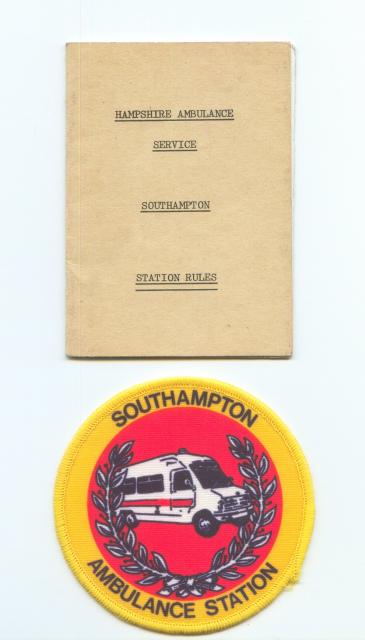 HAMPSHIRE AMBULANCE
SERVICE
SOUTHAMPTON
STATION RULES
SOUTHAMPTON
AMBULANCE STATION